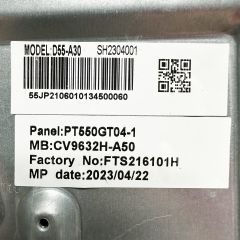 MODEL:D55-A30 SH2304001
55JP2106010134500060
Panel:PT550GT04-1
MB:CV9632H-A50
Factory No:FTS216101H
MP date:2023/04/22